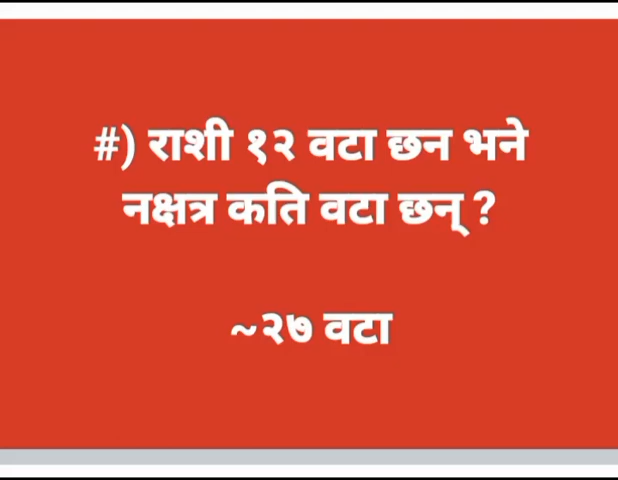 #) राशी १२ वटा छन भने
नक्षत्र कति वटा छन् ?
~२७ वटा